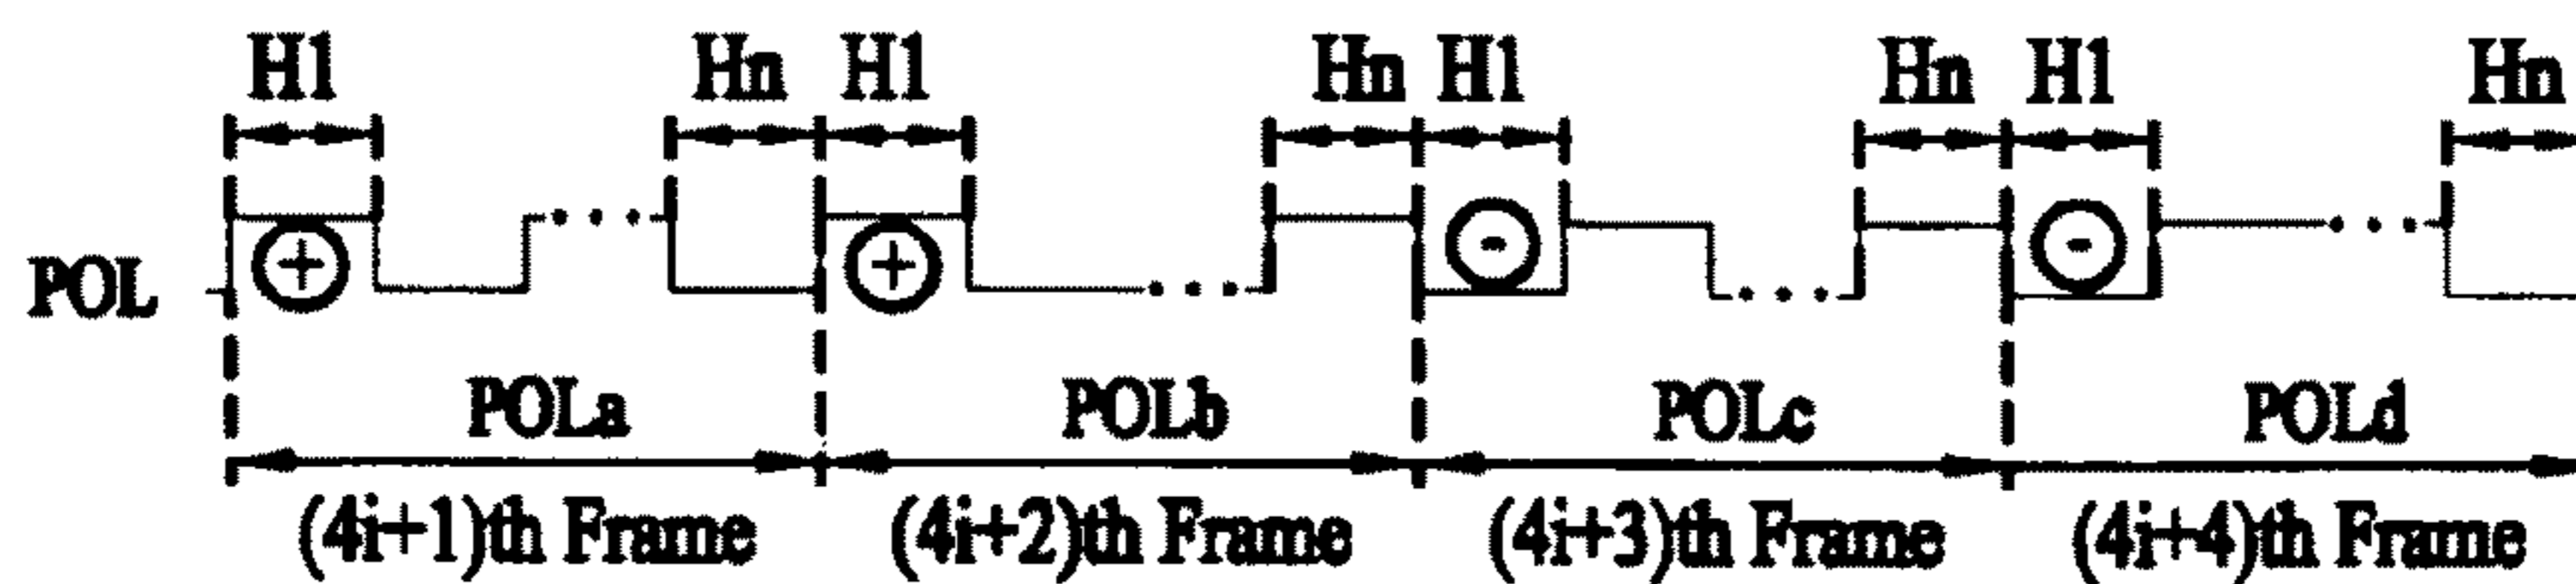 H1 Hn H1 Hn H1 Hn H1 Hn
+ + - -
POL
POLa POLb POLc POLd
(4i+1)th Frame (4i+2)th Frame (4i+3)th Frame (4i+4)th Frame